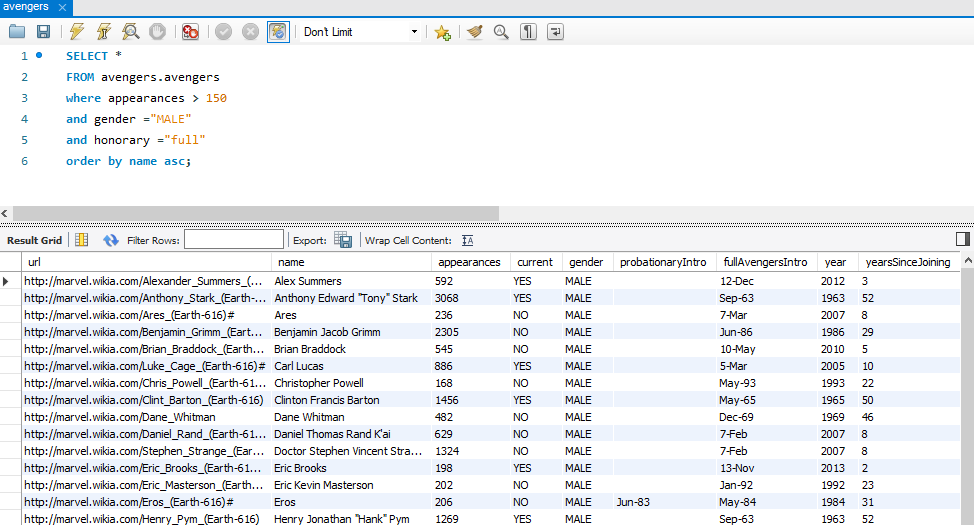 avengers
Don't Limit
1 SELECT *
2 FROM avengers.avengers
3 where appearances > 150
4 and gender ="MALE"
5 and honorary ="full"
6 order by name asc;
Result Grid Filter Rows: Export: Wrap Cell Content:
url name appearances current gender probationaryIntro fullAvengersIntro year yearsSinceJoining
http://marvel.wikia.com/Alexander_Summers_(... Alex Summers 592 YES MALE 12-Dec 2012 3
http://marvel.wikia.com/Anthony_Stark_(Earth-... Anthony Edward "Tony" Stark 3068 YES MALE Sep-63 1963 52
http://marvel.wikia.com/Ares_(Earth-616)# Ares 236 NO MALE 7-Mar 2007 8
http://marvel.wikia.com/Benjamin_Grimm_(Eart... Benjamin Jacob Grimm 2305 NO MALE Jun-86 1986 29
http://marvel.wikia.com/Brian_Braddock_(Earth... Brian Braddock 545 NO MALE 10-May 2010 5
http://marvel.wikia.com/Luke_Cage_(Earth-616)# Carl Lucas 886 YES MALE 5-Mar 2005 10
http://marvel.wikia.com/Chris_Powell_(Earth-61... Christopher Powell 168 NO MALE May-93 1993 22
http://marvel.wikia.com/Clint_Barton_(Earth-616) Clinton Francis Barton 1456 YES MALE May-65 1965 50
http://marvel.wikia.com/Dane_Whitman Dane Whitman 482 NO MALE Dec-69 1969 46
http://marvel.wikia.com/Daniel_Rand_(Earth-61... Daniel Thomas Rand K'ai 629 NO MALE 7-Feb 2007 8
http://marvel.wikia.com/Stephen_Strange_(Ear... Doctor Stephen Vincent Stra... 1324 NO MALE 7-Feb 2007 8
http://marvel.wikia.com/Eric_Brooks_(Earth-61... Eric Brooks 198 YES MALE 13-Nov 2013 2
http://marvel.wikia.com/Eric_Masterson_(Earth... Eric Kevin Masterson 202 NO MALE Jan-92 1992 23
http://marvel.wikia.com/Eros_(Earth-616)# Eros 206 NO MALE Jun-83 May-84 1984 31
http://marvel.wikia.com/Henry_Pym_(Earth-616) Henry Jonathan "Hank" Pym 1269 YES MALE Sep-63 1963 52